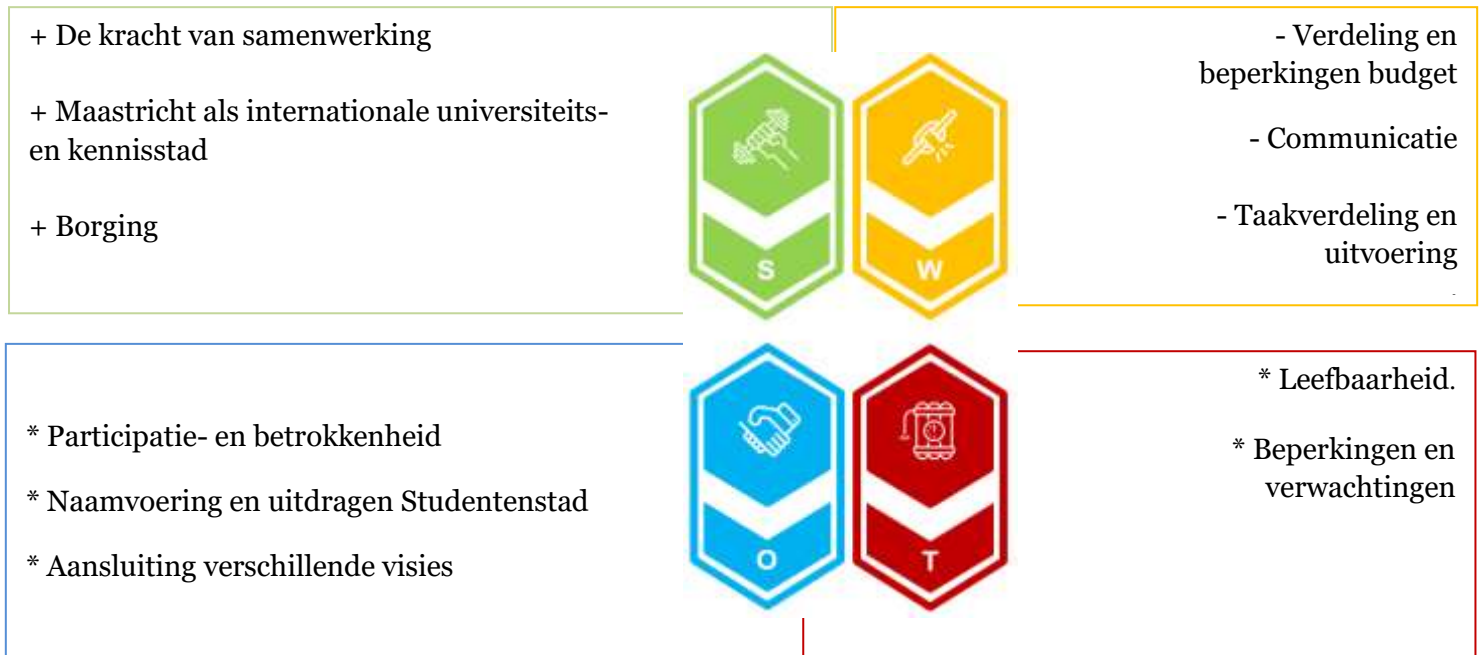 + De kracht van samenwerking
+ Maastricht als internationale universiteits-
en kennisstad
+ Borging
S
- Verdeling en
beperkingen budget
- Communicatie
- Taakverdeling en
uitvoering
W
* Participatie- en betrokkenheid
* Naamvoering en uitdragen Studentenstad
* Aansluiting verschillende visies
O
* Leefbaarheid.
* Beperkingen en
verwachtingen
T